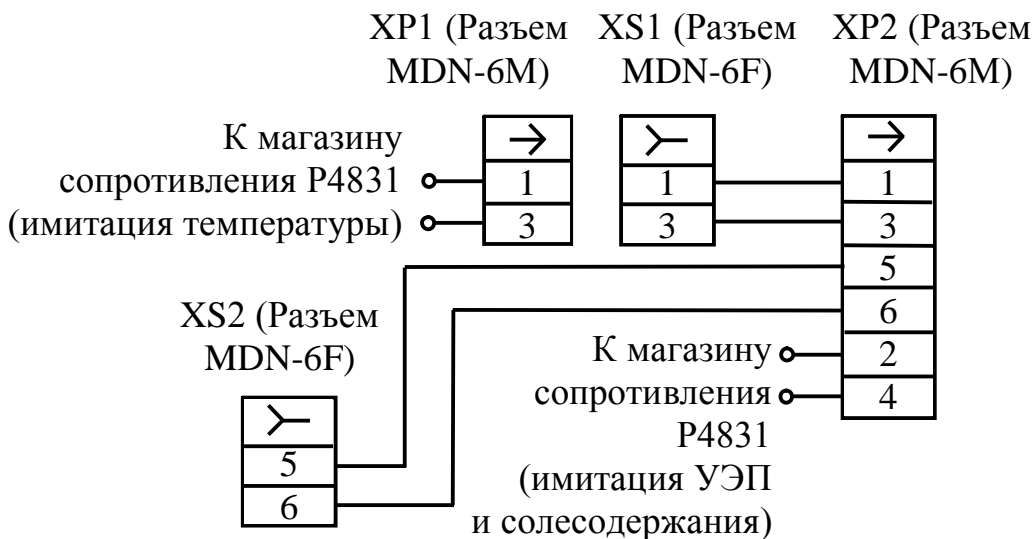 XP1 (Разъем
MDN-6M)
XS1 (Разъем
MDN-6F)
XP2 (Разъем
MDN-6M)
К магазину
сопротивления Р4831
(имитация температуры)
1
3
1
3
1
3
5
6
2
4
XS2 (Разъем
MDN-6F)
5
6
К магазину
сопротивления
Р4831
(имитация УЭП
и солесодержания)